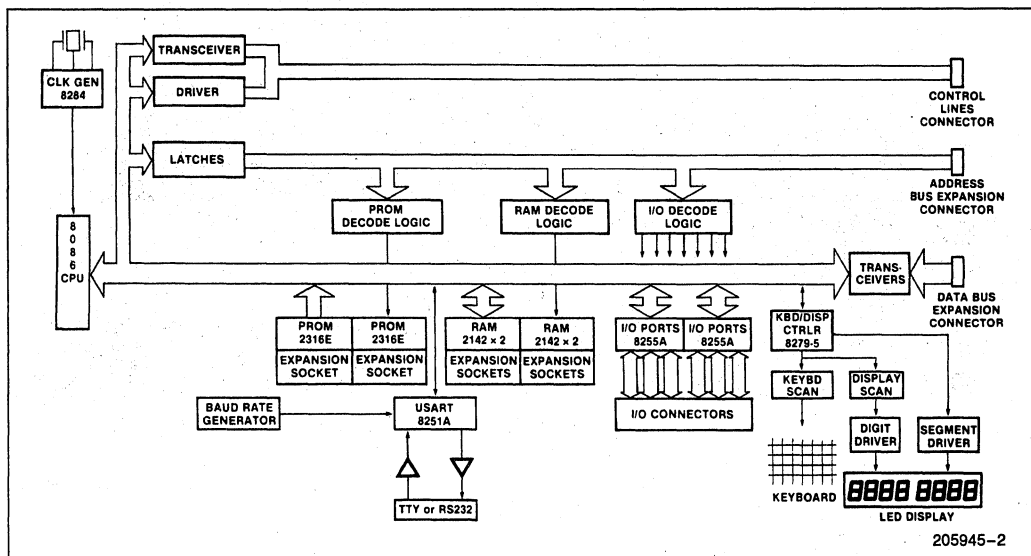 CLK GEN
8284
TRANSCEIVER
DRIVER
CONTROL
LINES
CONNECTOR
LATCHES
ADDRESS
BUS EXPANSION
CONNECTOR
PROM
DECODE LOGIC
RAM DECODE
LOGIC
I/O DECODE
LOGIC
8
0
8
6
CPU
TRANS-
CEIVERS
DATA BUS
EXPANSION
CONNECTOR
PROM
2316E
EXPANSION
SOCKET
PROM
2316E
EXPANSION
SOCKET
RAM
2142 × 2
EXPANSION
SOCKETS
RAM
2142 × 2
EXPANSION
SOCKETS
I/O PORTS
8255A
I/O PORTS
8255A
I/O CONNECTORS
KBD/DISP
CTRLR
8279-5
KEYBD
SCAN
DISPLAY
SCAN
BAUD RATE
GENERATOR
USART
8251A
DIGIT
DRIVER
SEGMENT
DRIVER
KEYBOARD
8888 8888
LED DISPLAY
TTY or RS232
205945-2